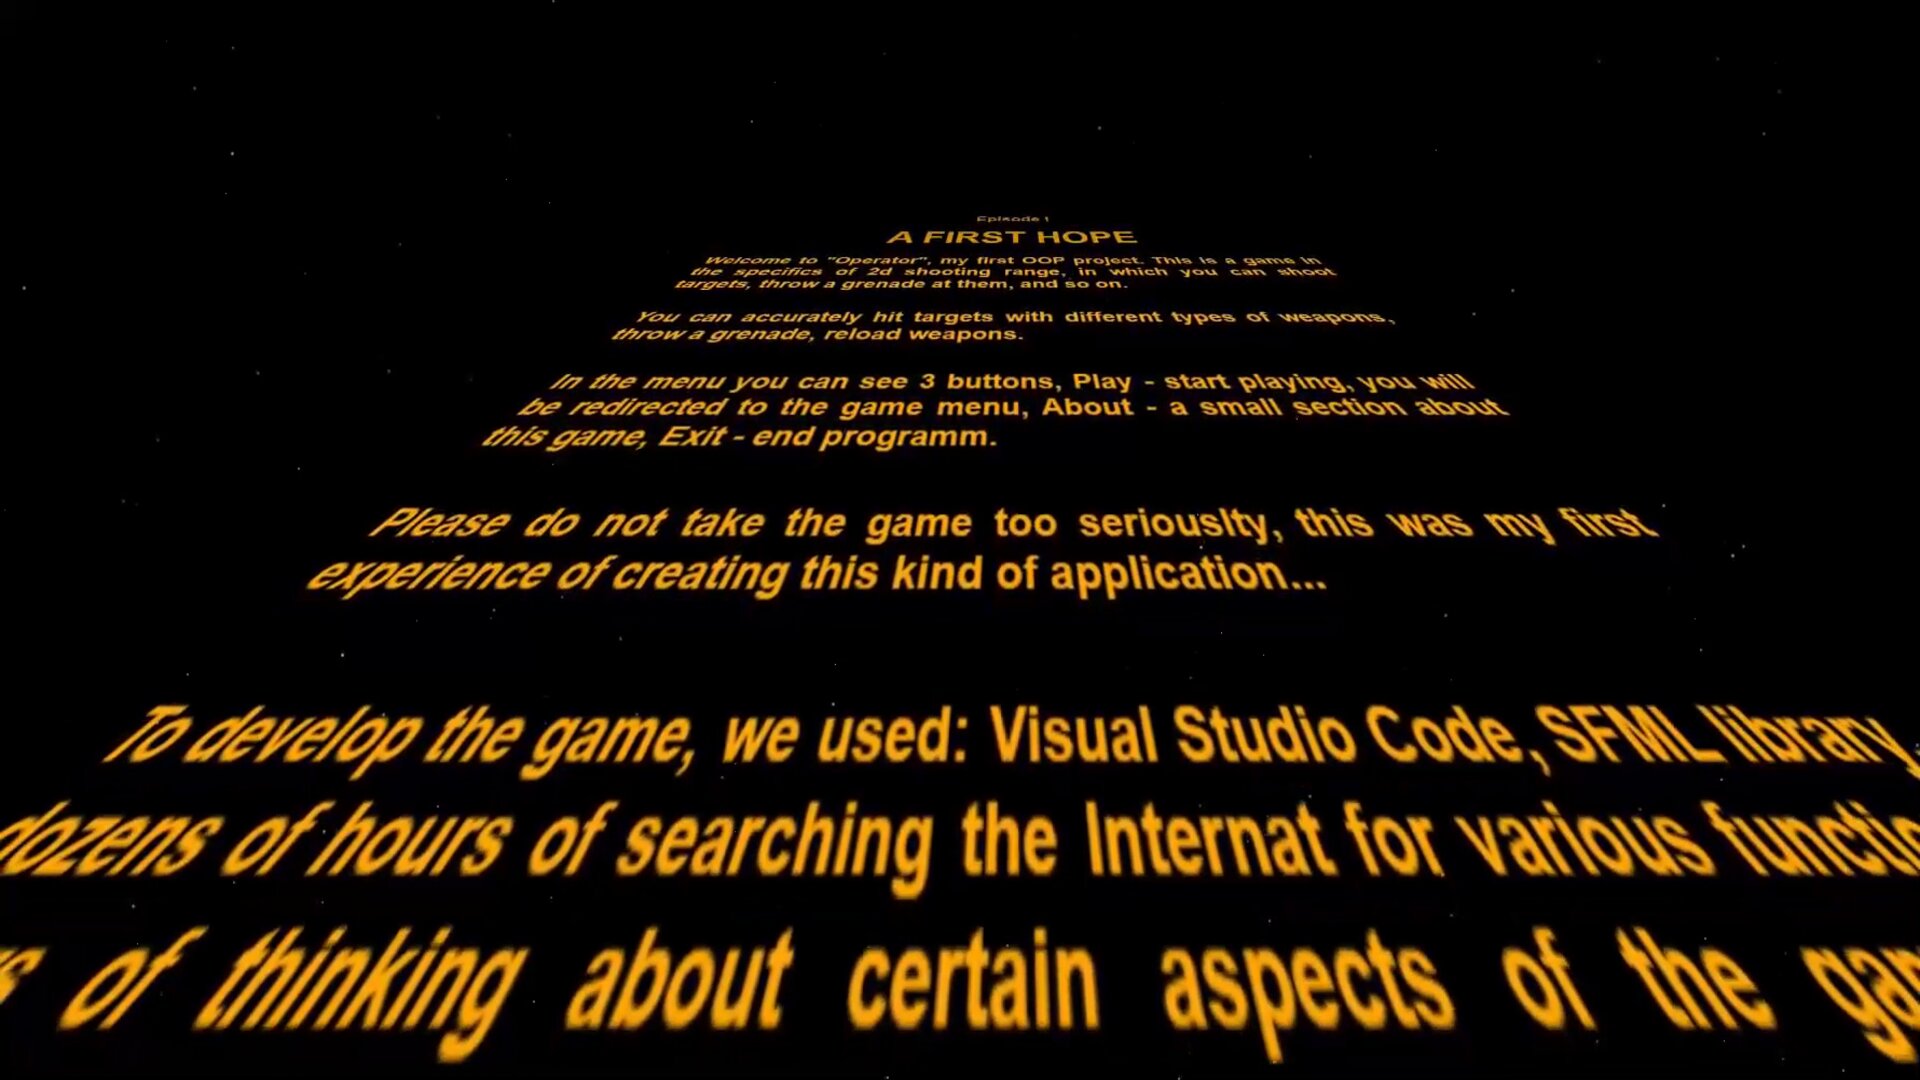 Episode 1
A FIRST HOPE
Welcome to "Operator", my first OOP project. This is a game in
the specifics of 2d shooting range, in which you can shoot
targets, throw a grenade at them, and so on.
You can accurately hit targets with different types of weapons,
throw a grenade, reload weapons.
In the menu you can see 3 buttons, Play - start playing, you will
be redirected to the game menu, About - a small section about
this game, Exit - end programm.
Please do not take the game too seriouslty, this was my first
experience of creating this kind of application...
To develop the game, we used: Visual Studio Code, SFML library,
dozens of hours of searching the Internat for various
of thinking about certain aspects of the